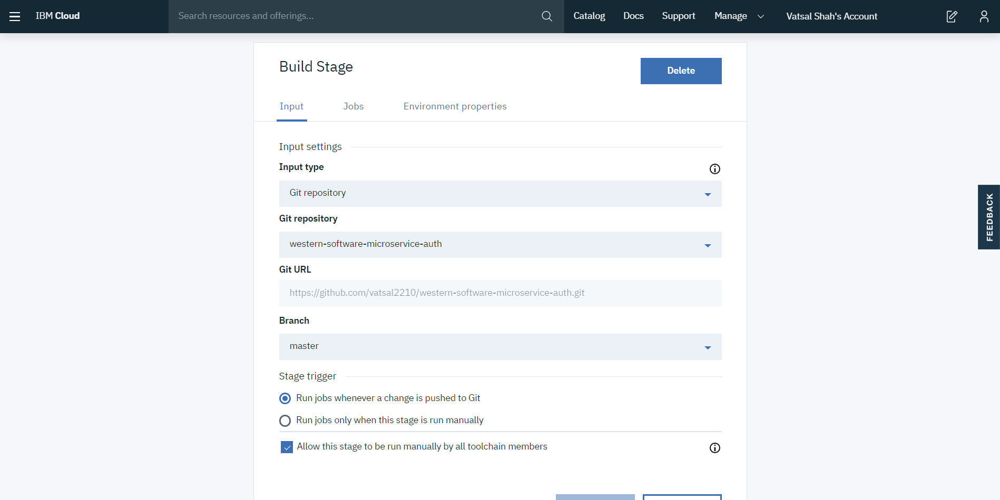 IBM Cloud
Search resources and offerings...
Catalog
Docs
Support
Manage
Vatsal Shah's Account
Build Stage
Delete
Input
Jobs
Environment properties
Input settings
Input type
Git repository
Git repository
western-software-microservice-auth
Git URL
https://github.com/vatsal2210/western-software-microservice-auth.git
Branch
master
Stage trigger
Run jobs whenever a change is pushed to Git
Run jobs only when this stage is run manually
Allow this stage to be run manually by all toolchain members
FEEDBACK